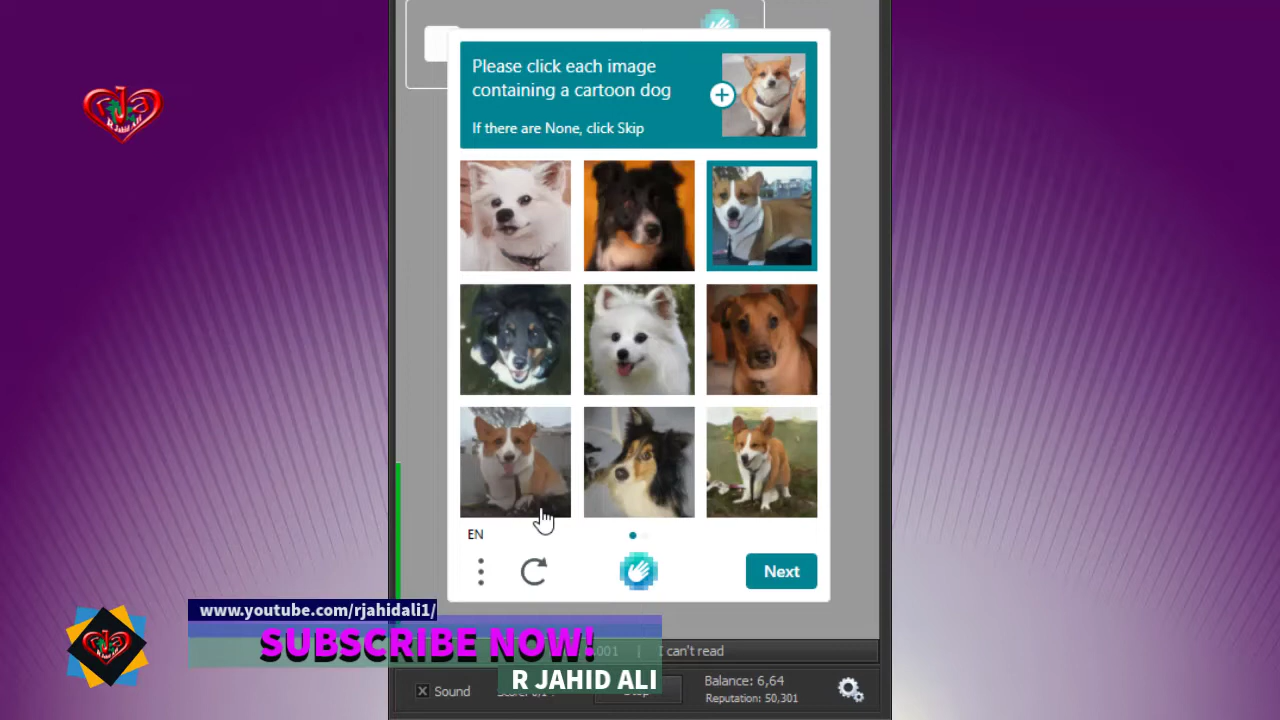 Please click each image
containing a cartoon dog
If there are None, click Skip
EN
Next
www.youtube.com/rjahidali1/
SUBSCRIBE NOW!
R JAHID ALI
I can't read
Sound
Balance: 6,64
Reputation: 50,301